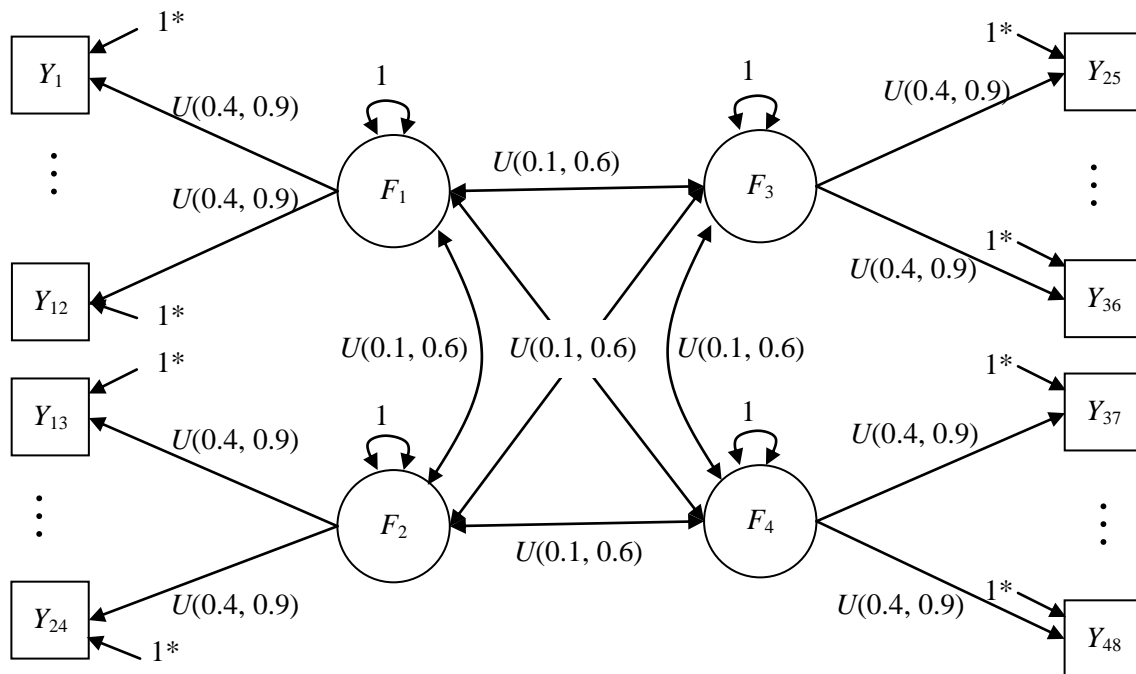 1*
1*
Y1
1
1
Y25
U(0.4, 0.9)
U(0.4, 0.9)
U(0.1, 0.6)
⋮
F1
F3
⋮
U(0.4, 0.9)
1*
U(0.4, 0.9)
Y12
1*
Y36
U(0.1, 0.6)
U(0.1, 0.6)
U(0.1, 0.6)
1*
1*
Y13
1
1
Y37
U(0.4, 0.9)
U(0.4, 0.9)
⋮
F2
F4
⋮
U(0.1, 0.6)
U(0.4, 0.9)
1*
U(0.4, 0.9)
Y24
Y48
1*